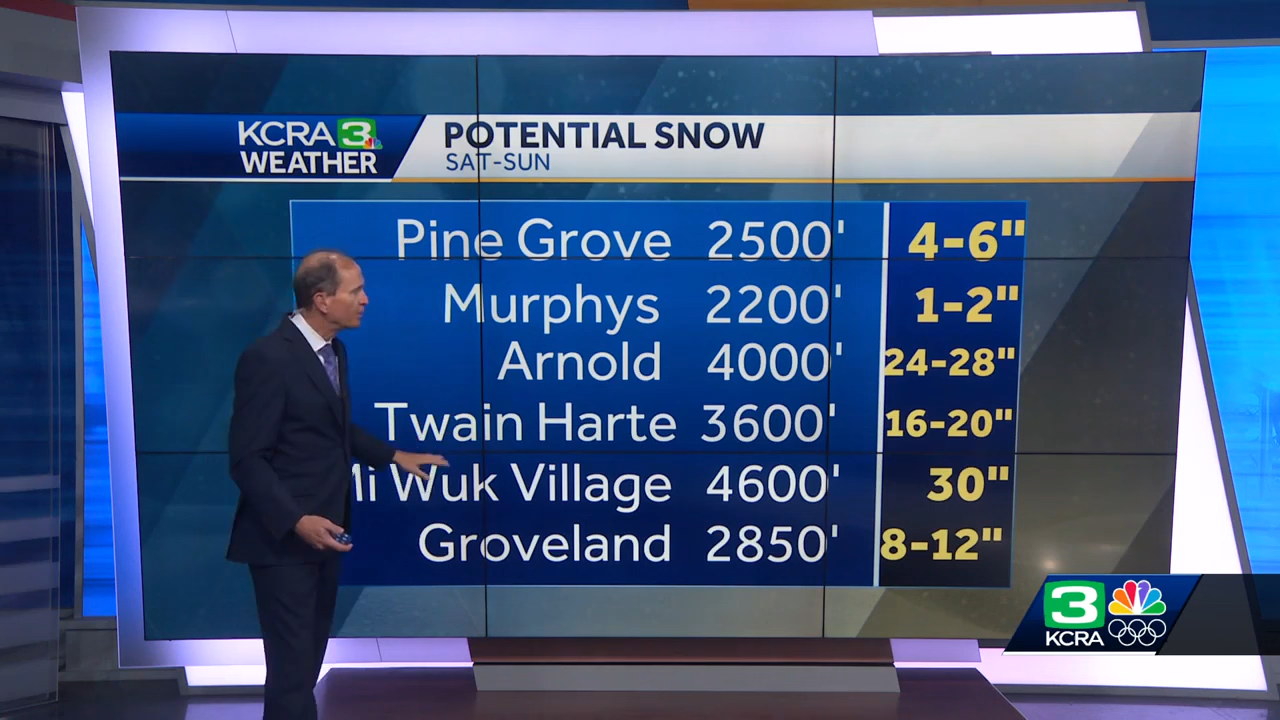 KCRA 3
WEATHER
POTENTIAL SNOW
SAT-SUN
Pine Grove 2500' 4-6"
Murphys 2200' 1-2"
Arnold 4000' 24-28"
Twain Harte 3600' 16-20"
Mi Wuk Village 4600' 30"
Groveland 2850' 8-12"
3
KCRA